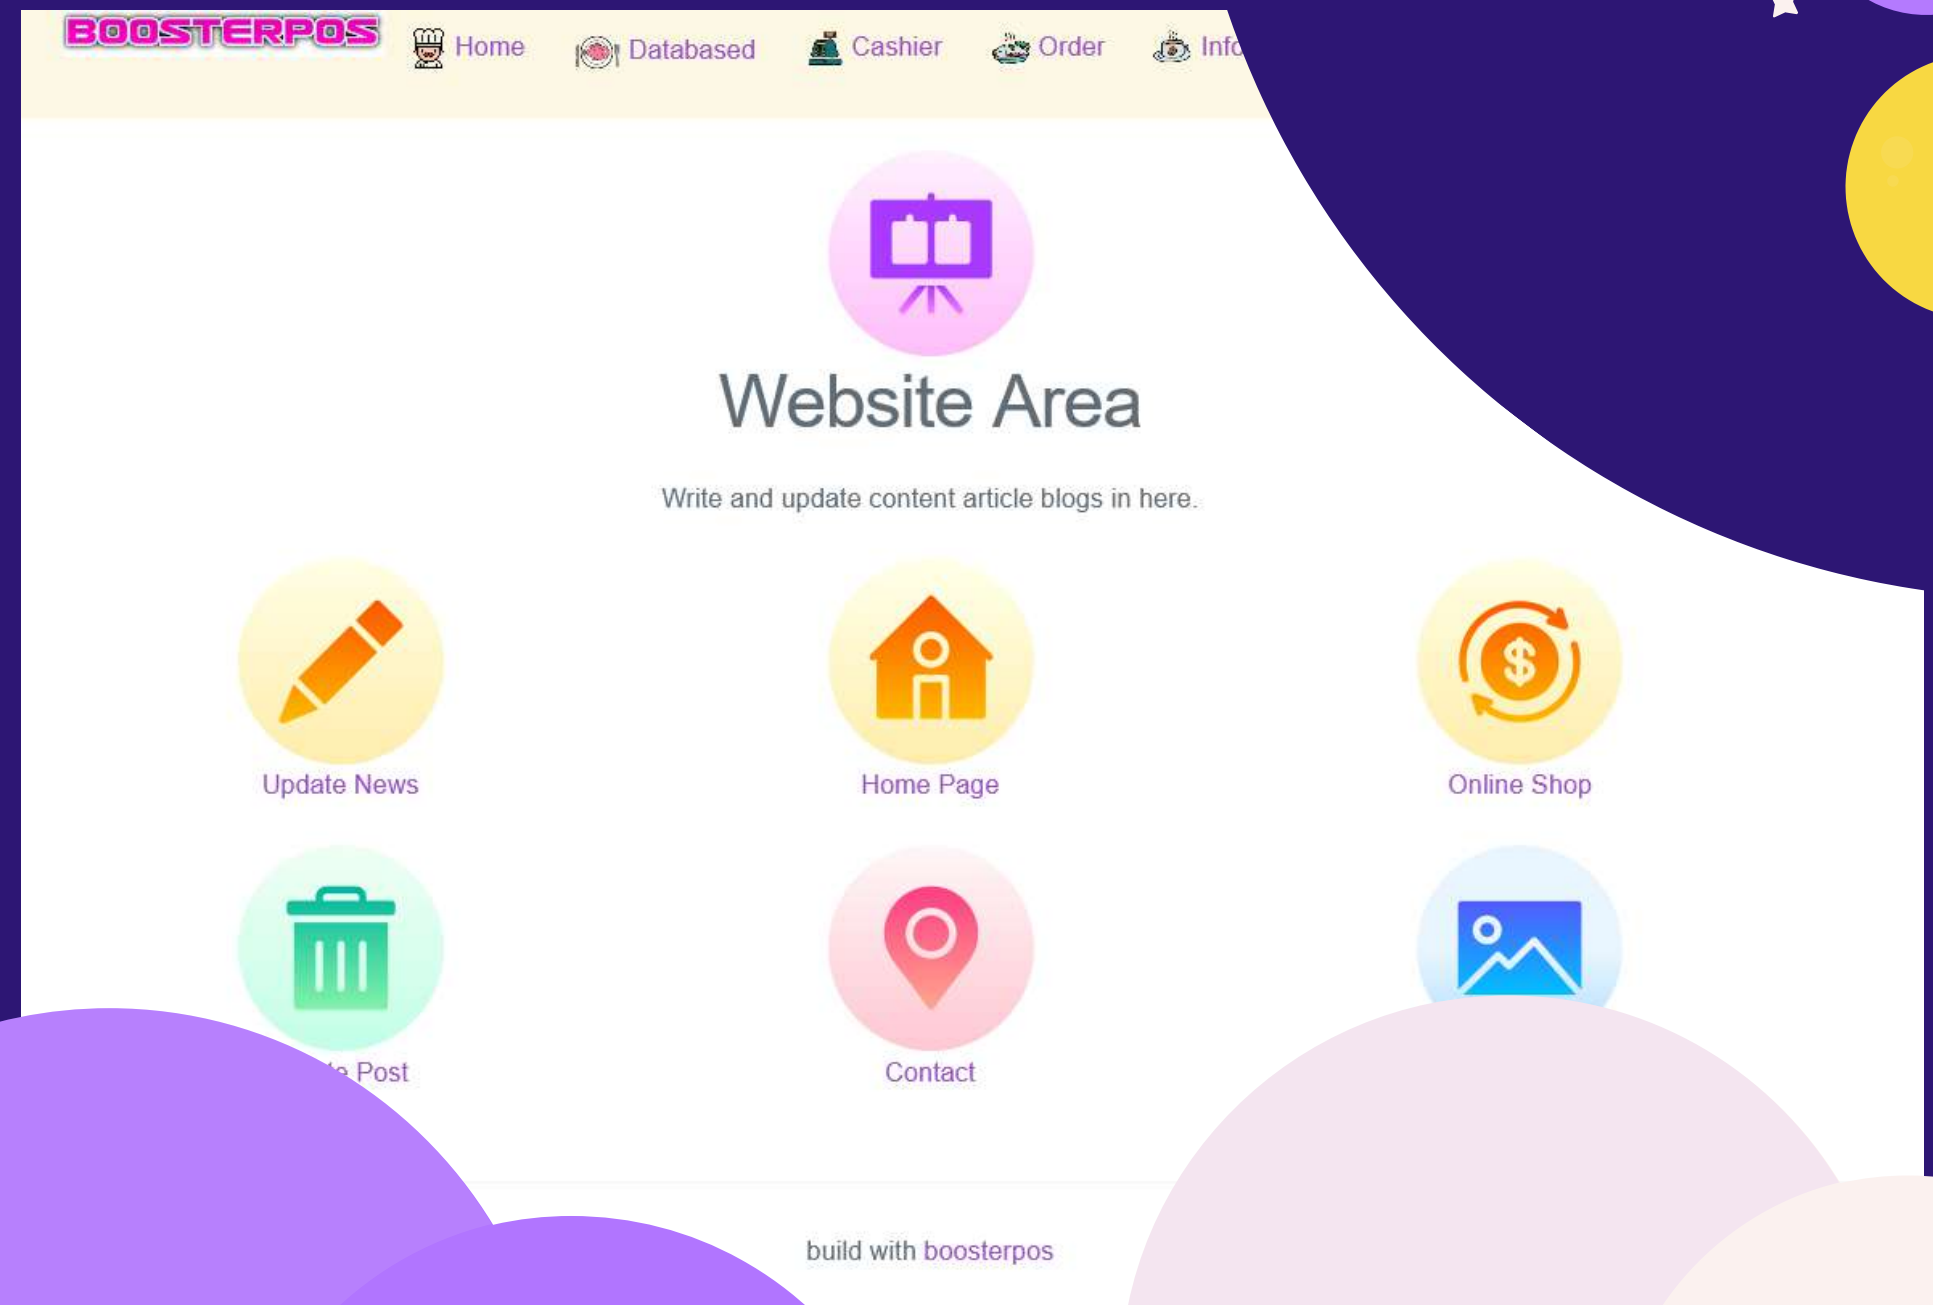 BOOSTERPOS
Home Databased Cashier Order
Website Area
Write and update content article blogs in here.
Update News Home Page Online Shop
Post Contact
build with boosterpos